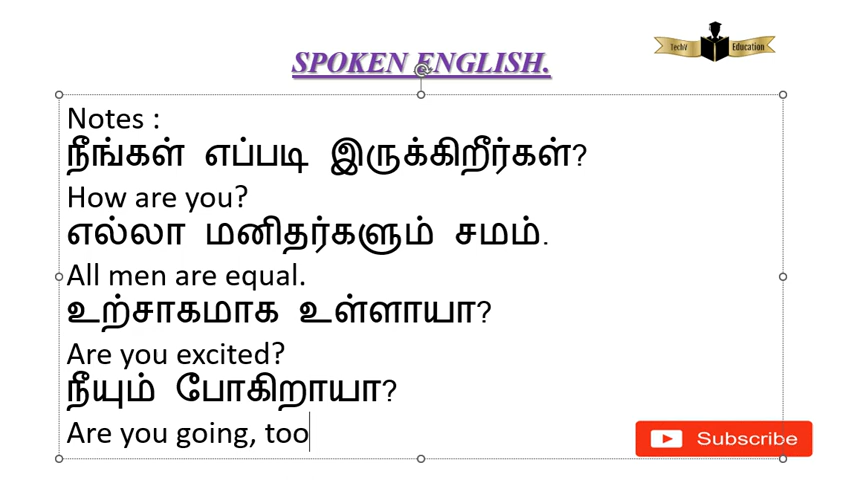 TechV Education
SPOKEN ENGLISH.
Notes :
நீங்கள் எப்படி இருக்கிறீர்கள்?
How are you?
எல்லா மனிதர்களும் சமம்.
All men are equal.
உற்சாகமாக உள்ளாயா?
Are you excited?
நீயும் போகிறாயா?
Are you going, too
Subscribe